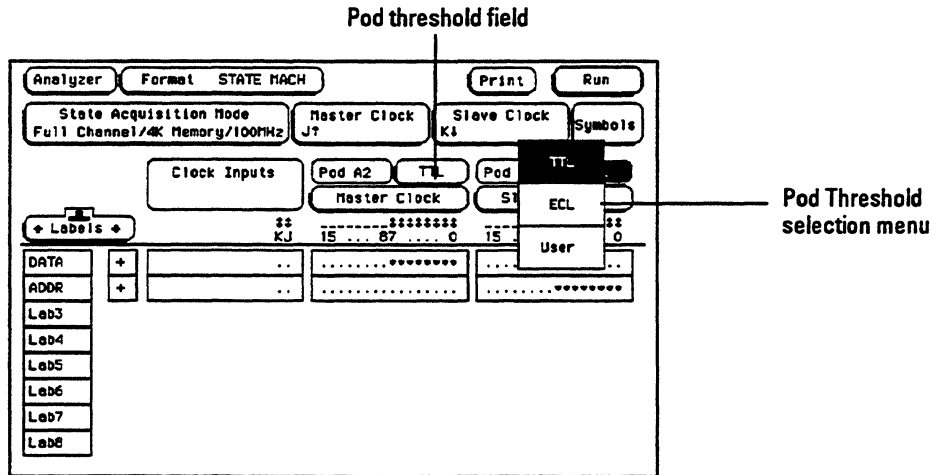 Pod threshold field
Analyzer Format STATE MACH Print Run
State Acquisition Mode
Full Channel/4K Memory/100MHz
Master Clock
J↑
Slave Clock
K↓
Symbols
Clock Inputs
Pod A2 TTL Pod
Master Clock Sl
TTL
ECL
User
Pod Threshold
selection menu
← Labels →
KJ 15 ... 87 .... 0 15 . 0
DATA + .. ........******** 
ADDR + .. ................ ........********
Lab3
Lab4
Lab5
Lab6
Lab7
Lab8